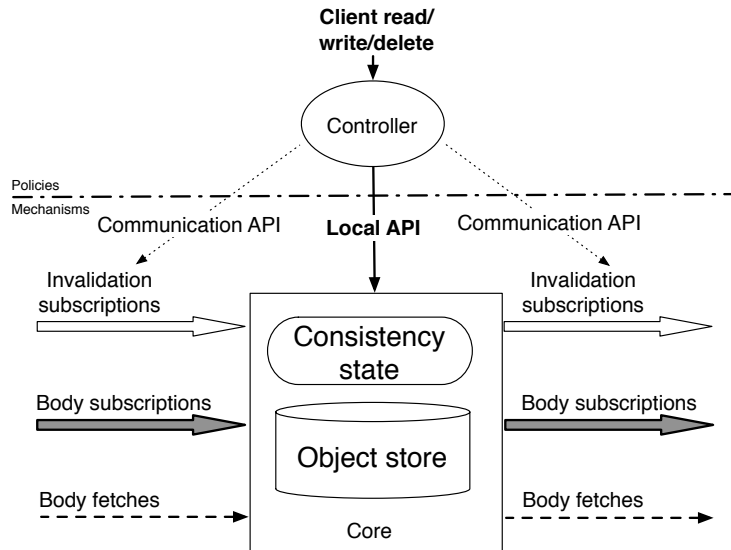 Client read/
write/delete
Controller
Policies
Mechanisms
Communication API
Local API
Communication API
Invalidation
subscriptions
Invalidation
subscriptions
Consistency
state
Body subscriptions
Body subscriptions
Object store
Body fetches
Body fetches
Core